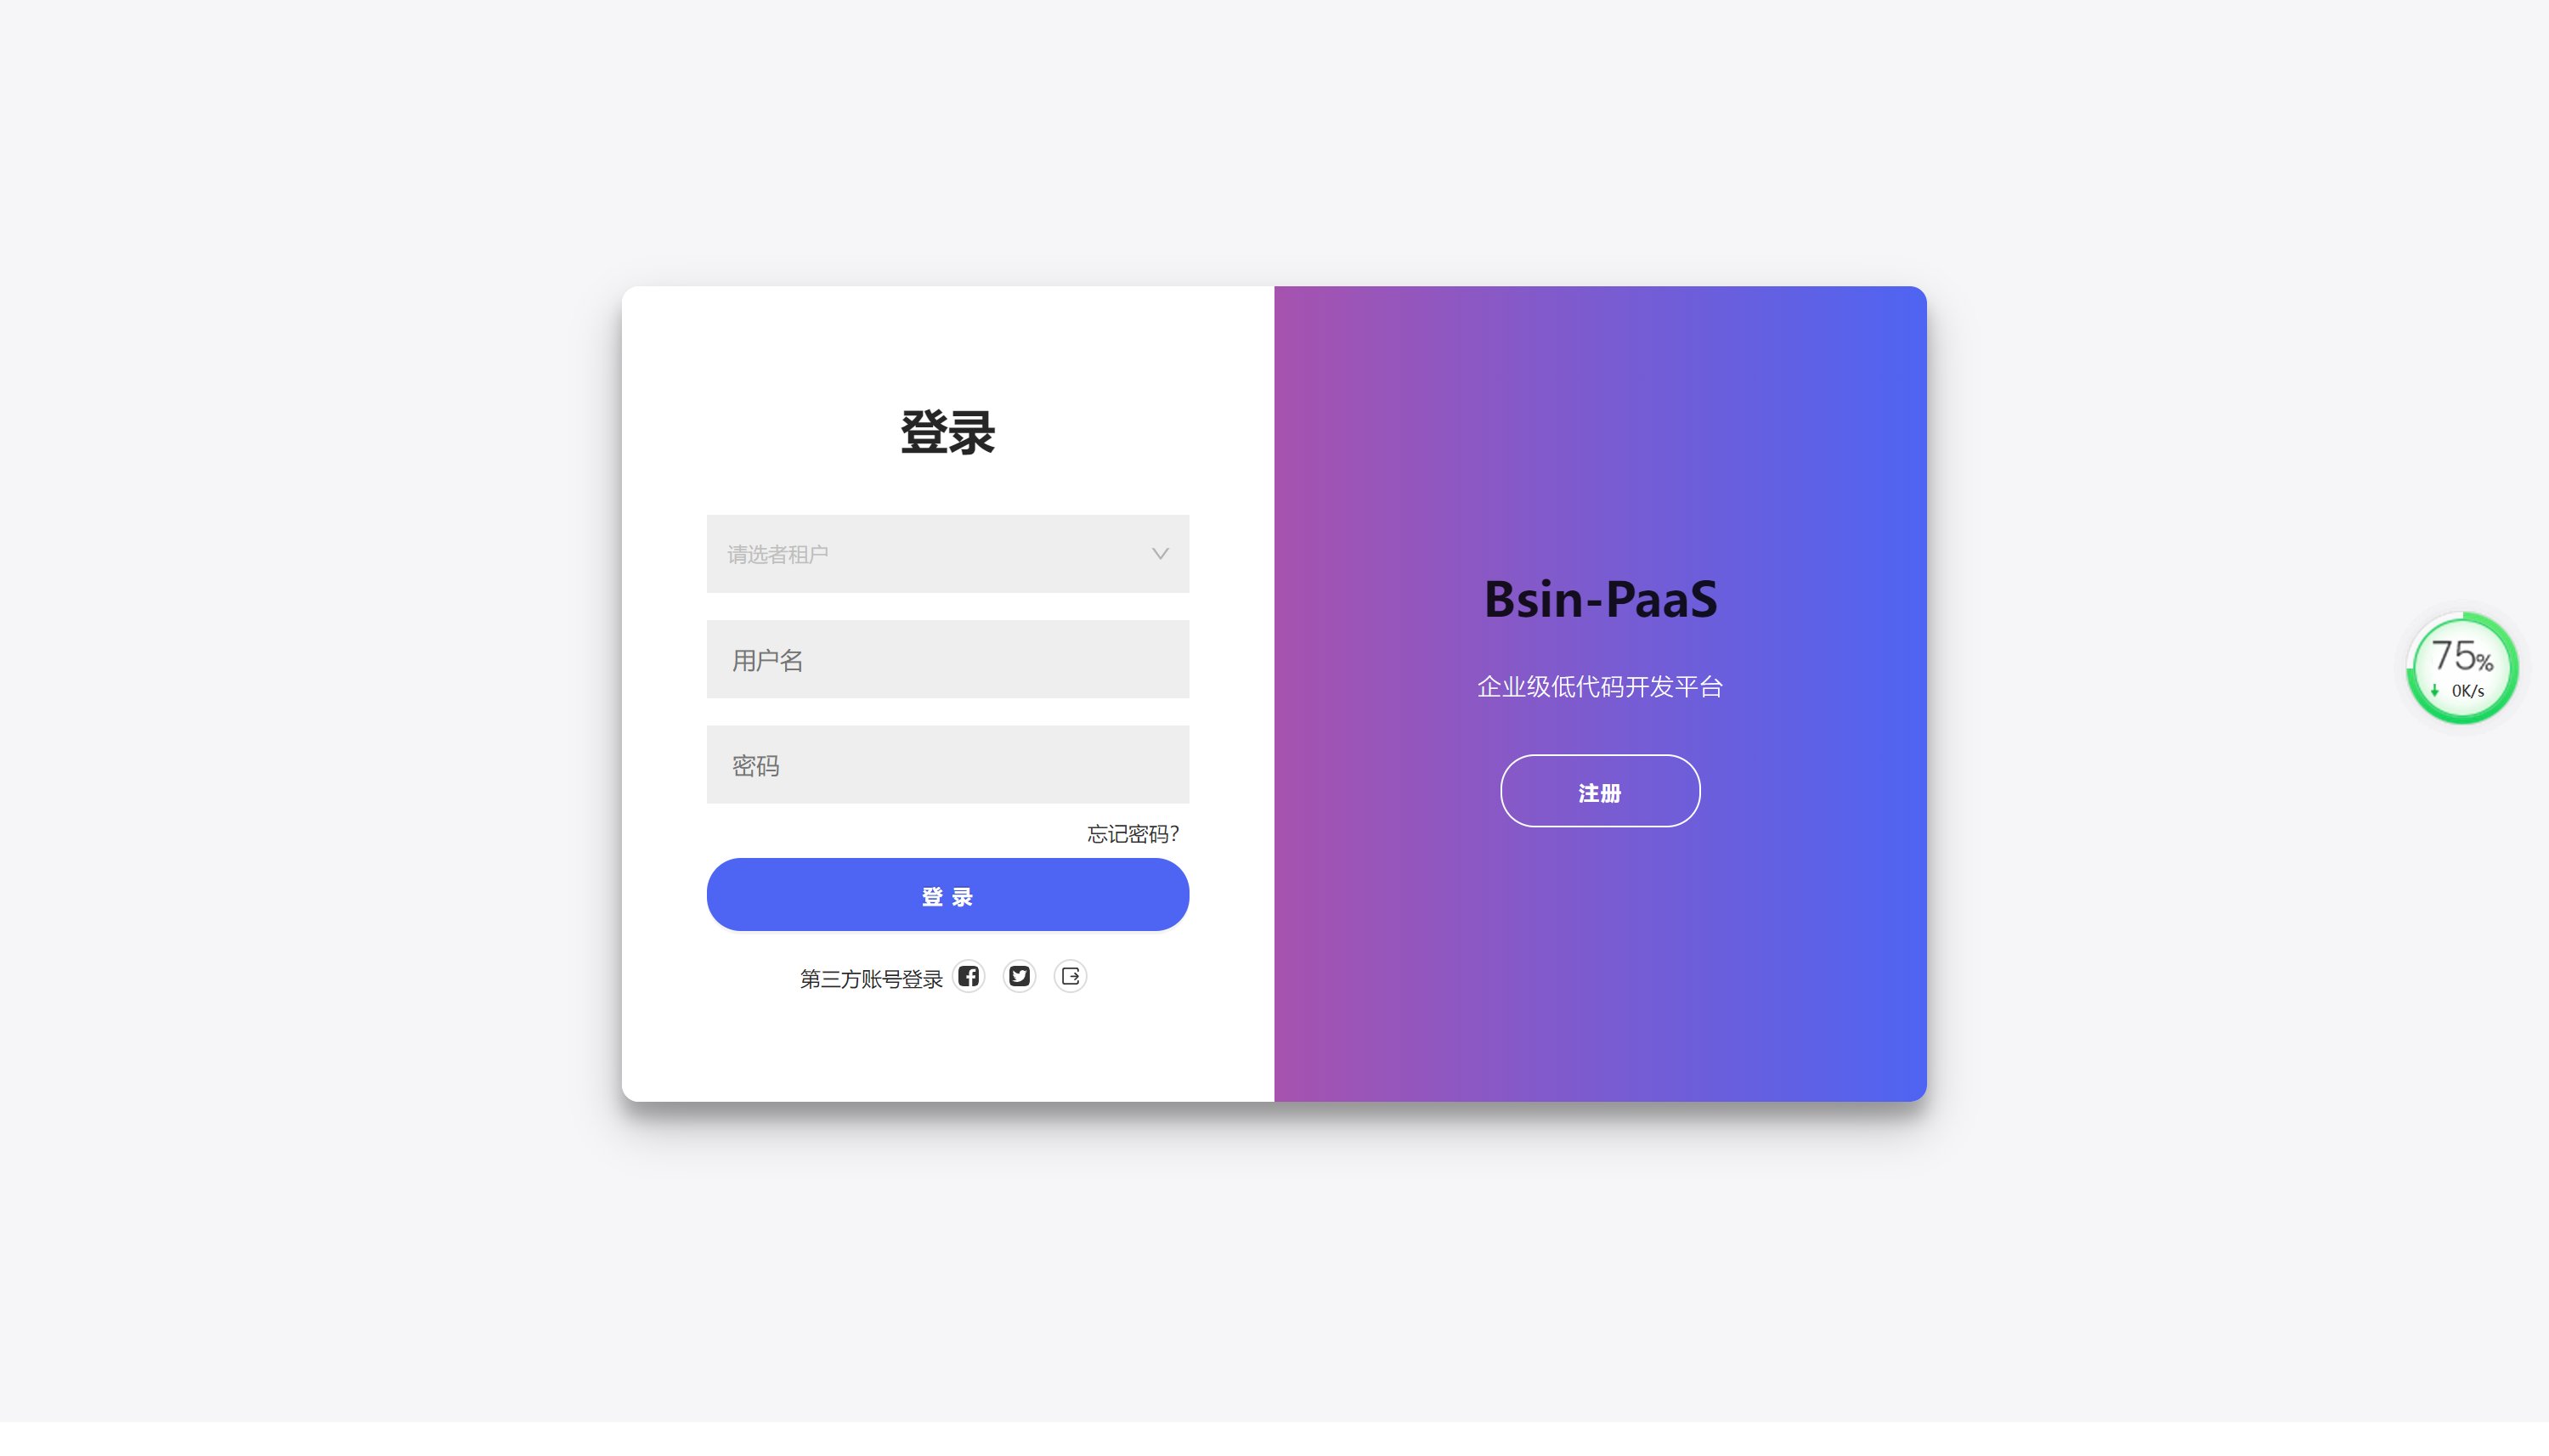 登录
请选者租户
用户名
密码
忘记密码?
登 录
第三方账号登录
Bsin-PaaS
企业级低代码开发平台
注册
75%
0K/s